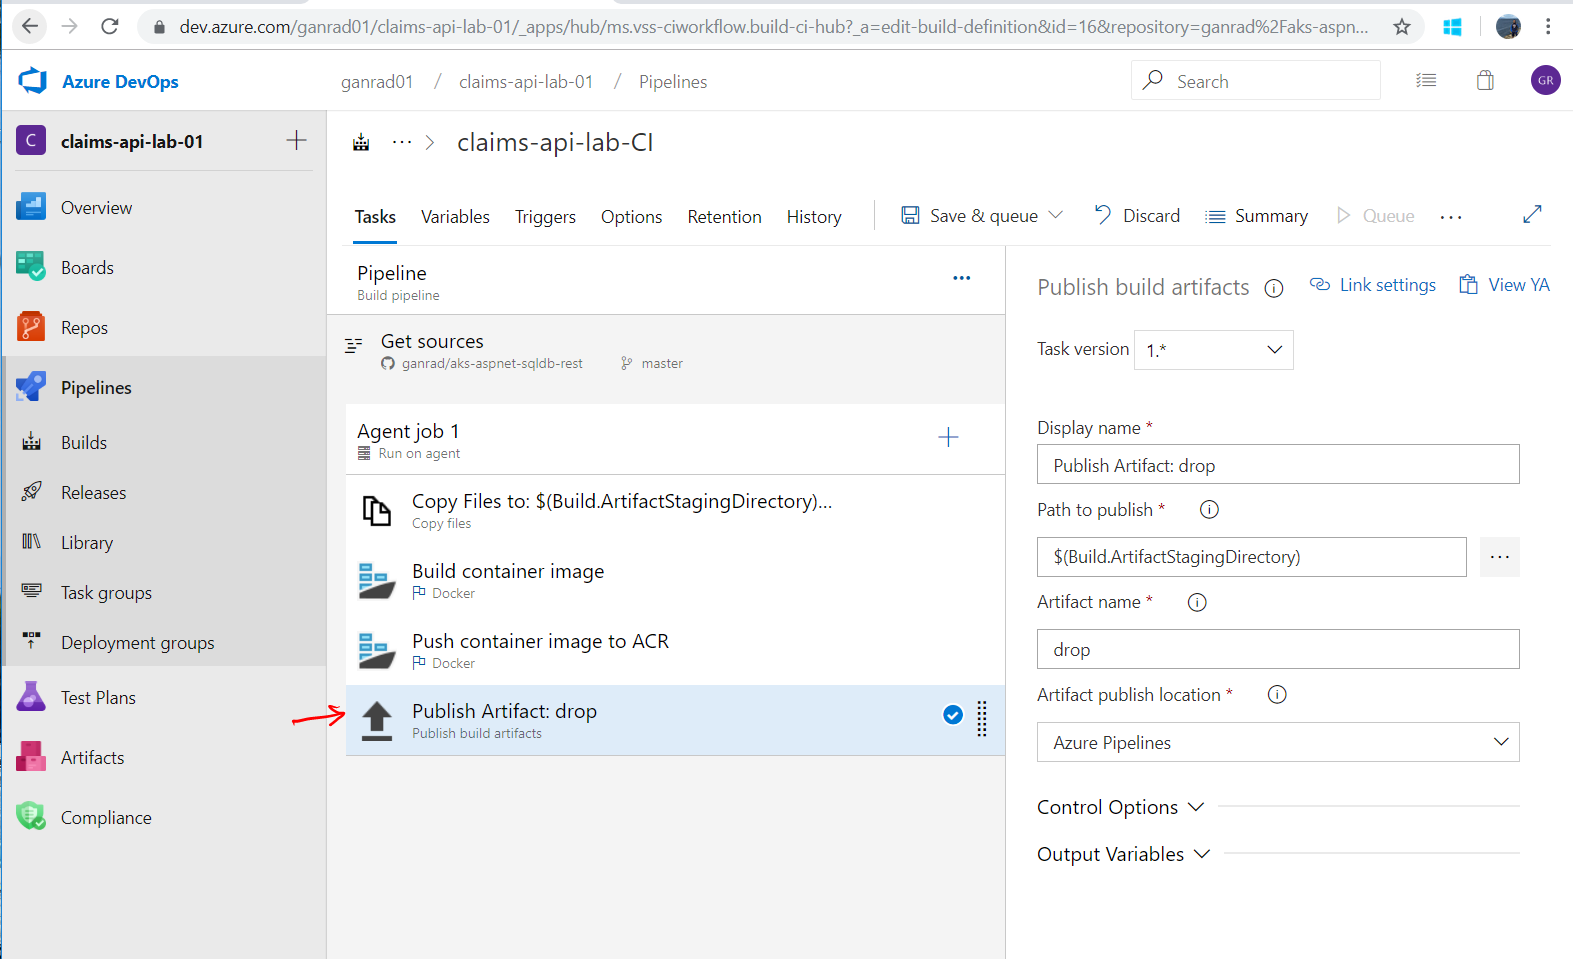 dev.azure.com/ganrad01/claims-api-lab-01/_apps/hub/ms.vss-ciworkflow.build-ci-hub?_a=edit-build-definition&id=16&repository=ganrad%2Faks-aspn...
Azure DevOps
ganrad01 / claims-api-lab-01 / Pipelines
Search
GR
C
claims-api-lab-01
Overview
Boards
Repos
Pipelines
Builds
Releases
Library
Task groups
Deployment groups
Test Plans
Artifacts
Compliance
... > claims-api-lab-CI
Tasks Variables Triggers Options Retention History
Save & queue Discard Summary Queue ...
Pipeline
Build pipeline
Get sources
ganrad/aks-aspnet-sqldb-rest master
Agent job 1
Run on agent
Copy Files to: $(Build.ArtifactStagingDirectory)...
Copy files
Build container image
Docker
Push container image to ACR
Docker
Publish Artifact: drop
Publish build artifacts
Publish build artifacts
Link settings
View YA
Task version 1.*
Display name *
Publish Artifact: drop
Path to publish *
$(Build.ArtifactStagingDirectory)
...
Artifact name *
drop
Artifact publish location *
Azure Pipelines
Control Options
Output Variables